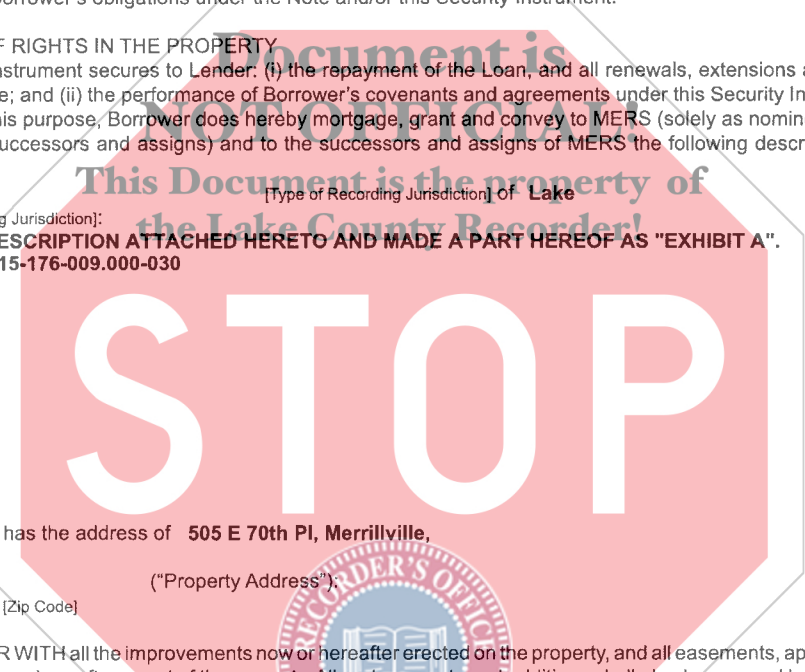 orrower's obligations under the Note and/or this Security Instrument.
F RIGHTS IN THE PROPERTY
Document is
nstrument secures to Lender: (i) the repayment of the Loan, and all renewals, extensions a
e; and (ii) the performance of Borrower's covenants and agreements under this Security In
NOT OFFICIAL!
his purpose, Borrower does hereby mortgage, grant and convey to MERS (solely as nomin
uccessors and assigns) and to the successors and assigns of MERS the following descr
This Document is the property of
[Type of Recording Jurisdiction] of Lake
g Jurisdiction]:
the Lake County Recorder!
ESCRIPTION ATTACHED HERETO AND MADE A PART HEREOF AS "EXHIBIT A".
15-176-009.000-030
STOP
has the address of 505 E 70th Pl, Merrillville,
("Property Address"):
RECORDER'S OFFIC
[Zip Code]
R WITH all the improvements now or hereafter erected on the property, and all easements, ap